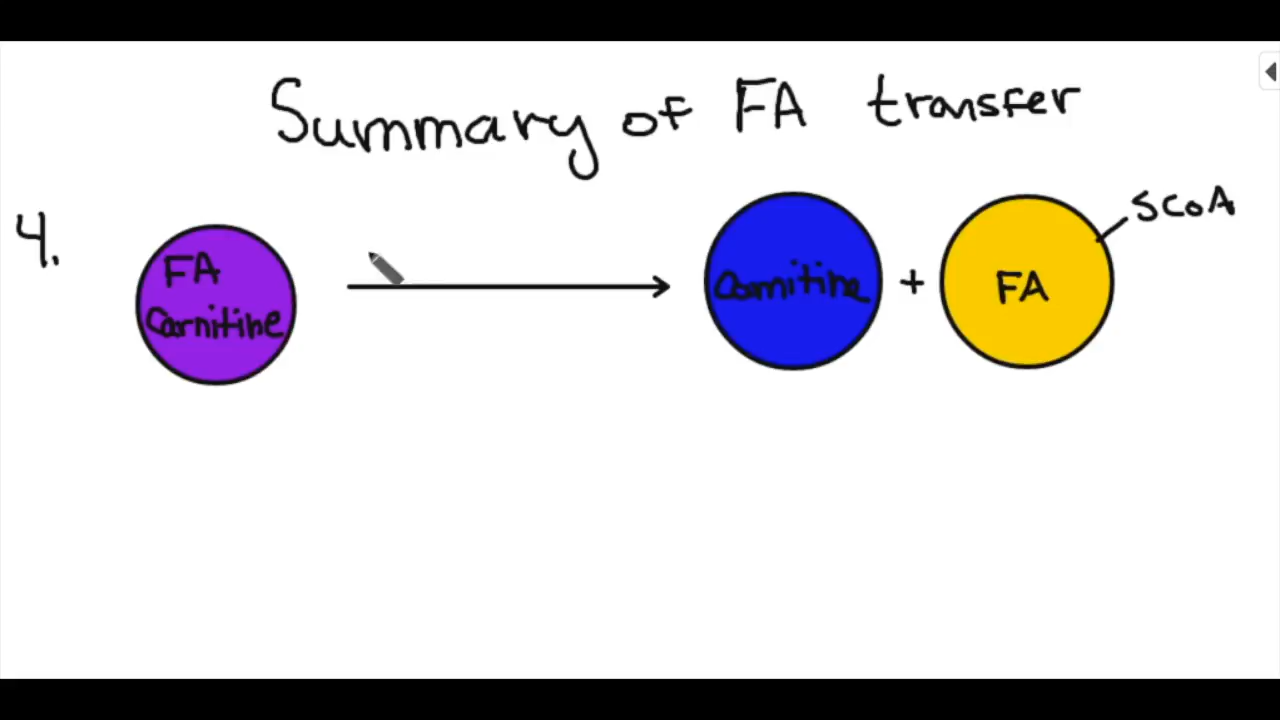 Summary of FA transfer
4.
FA
Carnitine
Carnitine
+
FA
SCoA